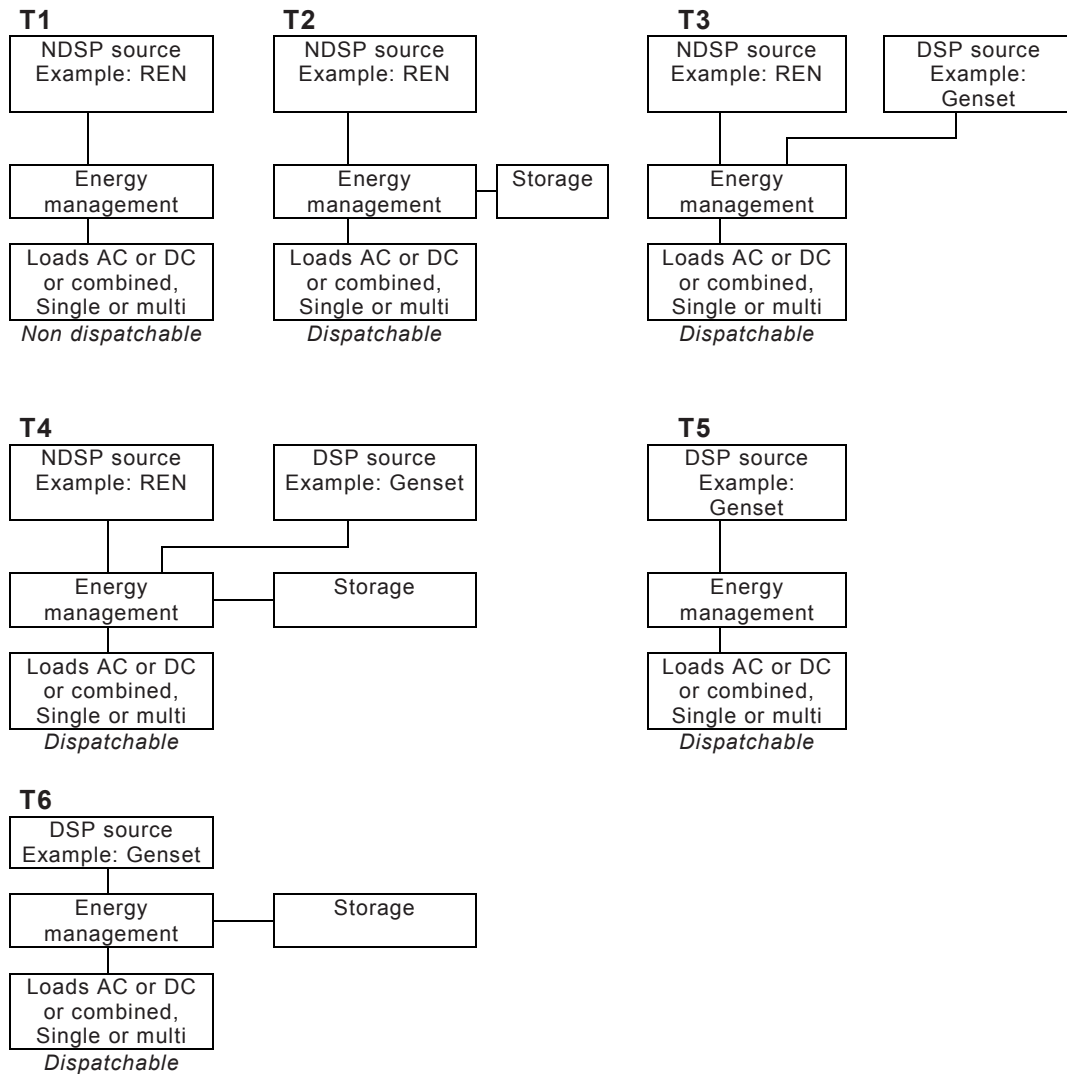 T1
NDSP source
Example: REN
Energy
management
Loads AC or DC
or combined,
Single or multi
Non dispatchable
T2
NDSP source
Example: REN
Energy
management
Storage
Loads AC or DC
or combined,
Single or multi
Dispatchable
T3
NDSP source
Example: REN
DSP source
Example:
Genset
Energy
management
Loads AC or DC
or combined,
Single or multi
Dispatchable
T4
NDSP source
Example: REN
DSP source
Example: Genset
Energy
management
Storage
Loads AC or DC
or combined,
Single or multi
Dispatchable
T5
DSP source
Example:
Genset
Energy
management
Loads AC or DC
or combined,
Single or multi
Dispatchable
T6
DSP source
Example: Genset
Energy
management
Storage
Loads AC or DC
or combined,
Single or multi
Dispatchable